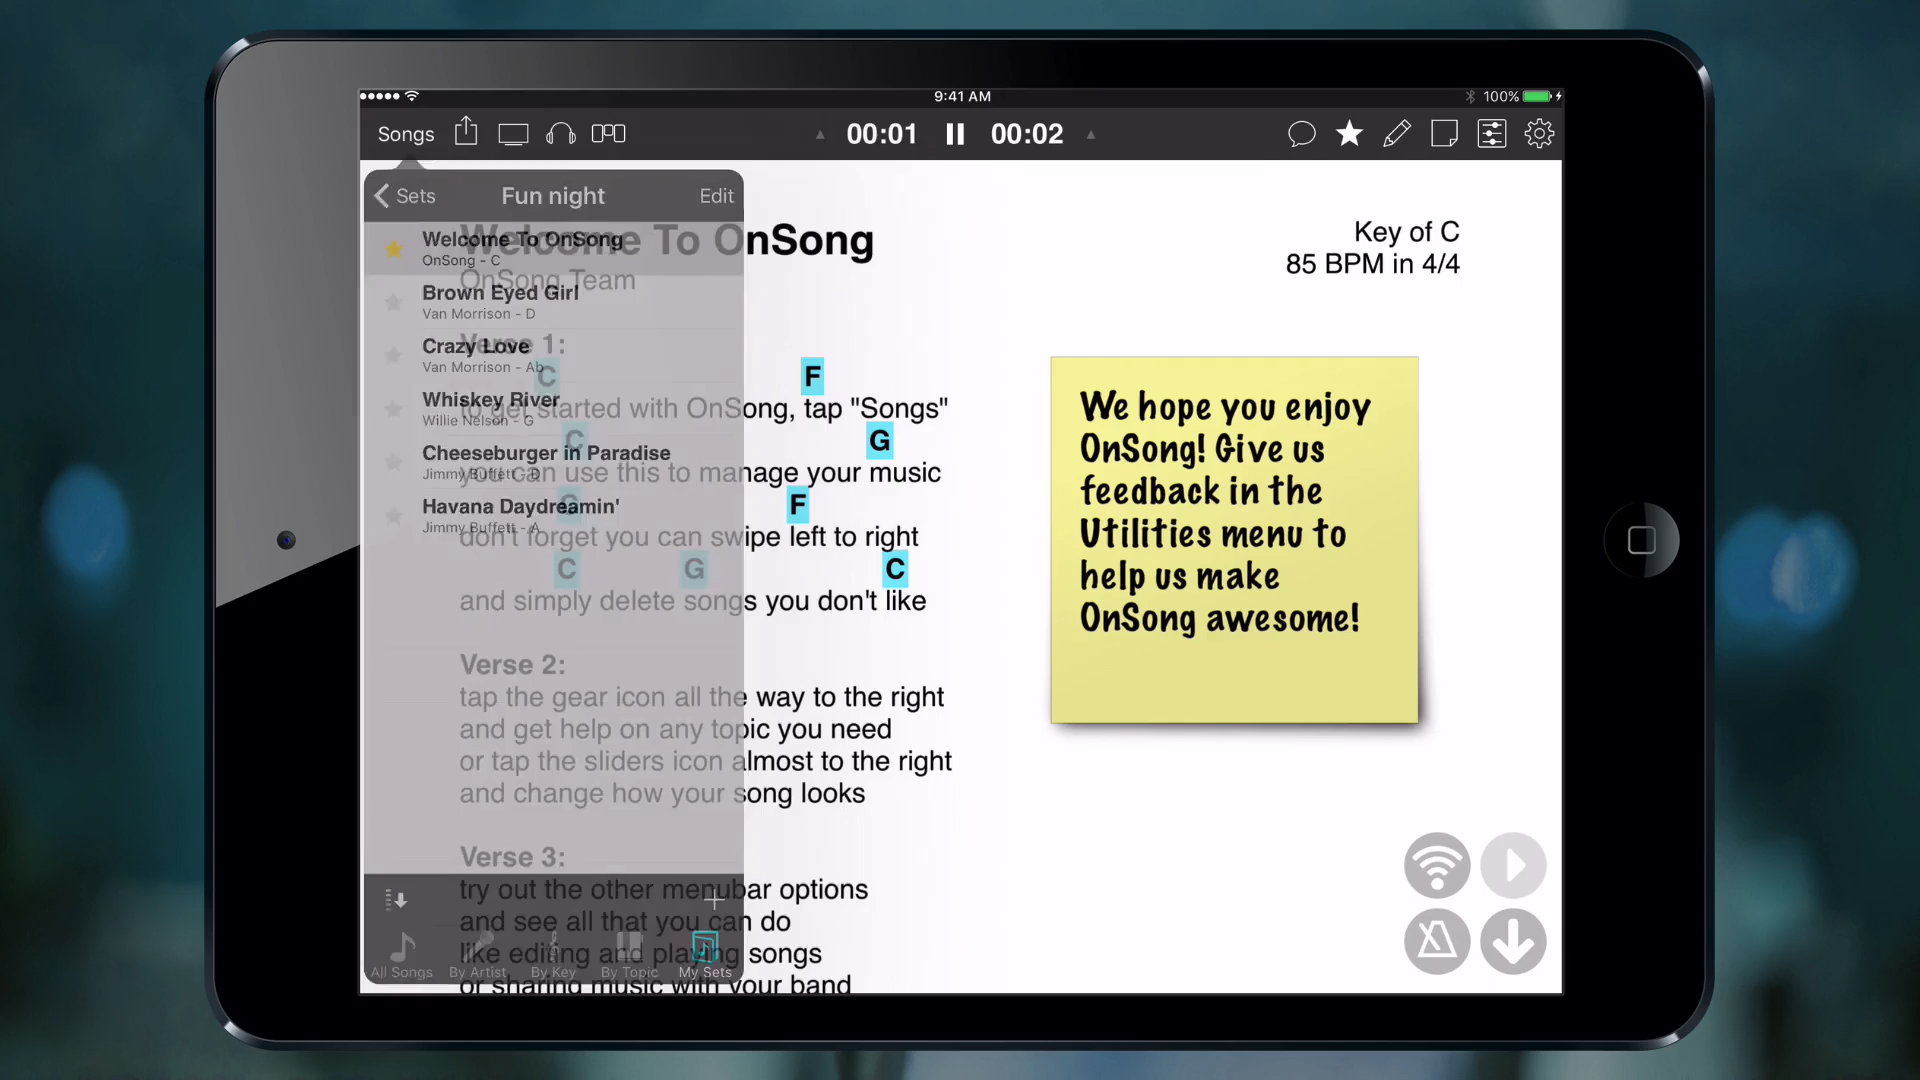 9:41 AM
100%
Songs
00:01
00:02
Sets
Fun night
Edit
Welcome To OnSong
OnSong - C
Brown Eyed Girl
Van Morrison - D
Crazy Love
Van Morrison - Ab
Whiskey River
Willie Nelson - G
Cheeseburger in Paradise
Jimmy Buffett -
Havana Daydreamin'
Jimmy Buffett - A
All Songs
By Artist
By Key
By Topic
My Sets
Welcome To OnSong
OnSong Team
Key of C
85 BPM in 4/4
Verse 1:
C F
to get started with OnSong, tap "Songs"
C G
you can use this to manage your music
G F
don't forget you can swipe left to right
C G C
and simply delete songs you don't like
Verse 2:
tap the gear icon all the way to the right
and get help on any topic you need
or tap the sliders icon almost to the right
and change how your song looks
Verse 3:
try out the other menubar options
and see all that you can do
like editing and playing songs
or sharing music with your band
We hope you enjoy
OnSong! Give us
feedback in the
Utilities menu to
help us make
OnSong awesome!